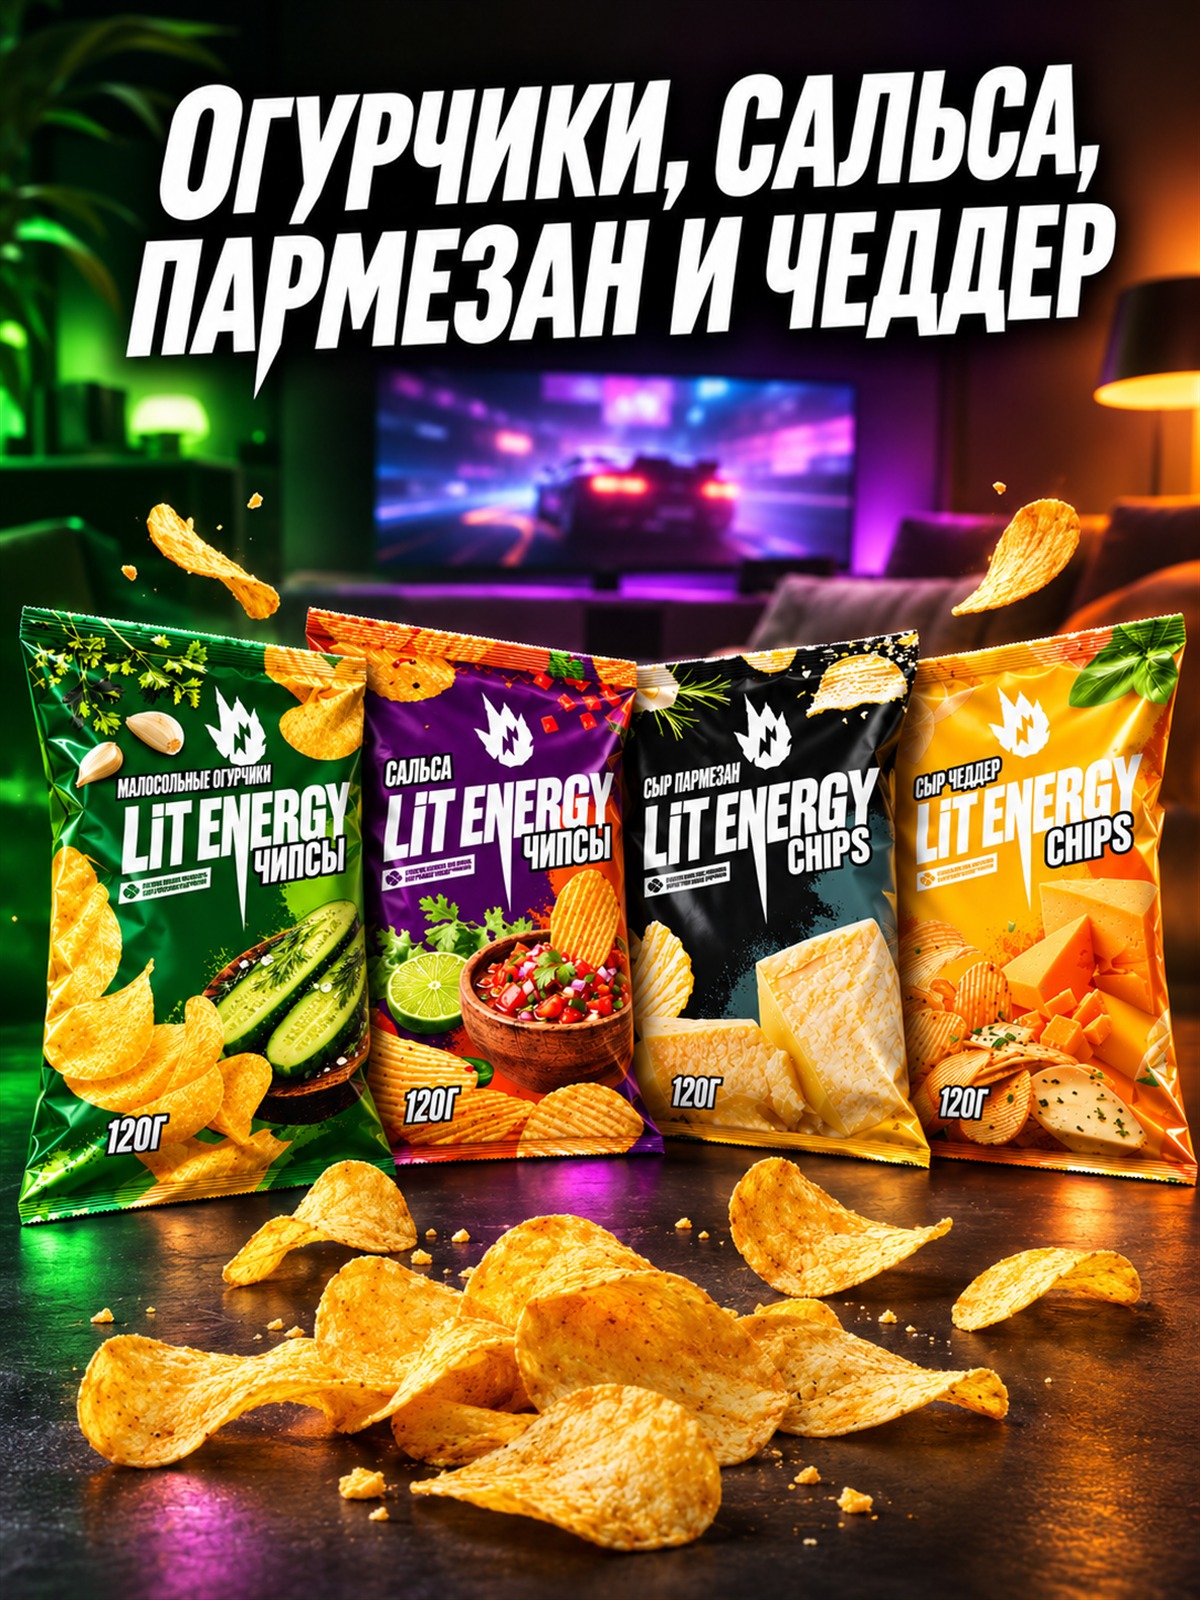 Огурчики, сальса,
пармезан и чеддер
МАЛОСОЛЬНЫЕ ОГУРЧИКИ
LiT ENERGY
ЧИПСЫ
120Г
САЛЬСА
LiT ENERGY
ЧИПСЫ
120Г
СЫР ПАРМЕЗАН
LiT ENERGY
CHIPS
120Г
СЫР ЧЕДДЕР
LiT ENERGY
CHIPS
120Г